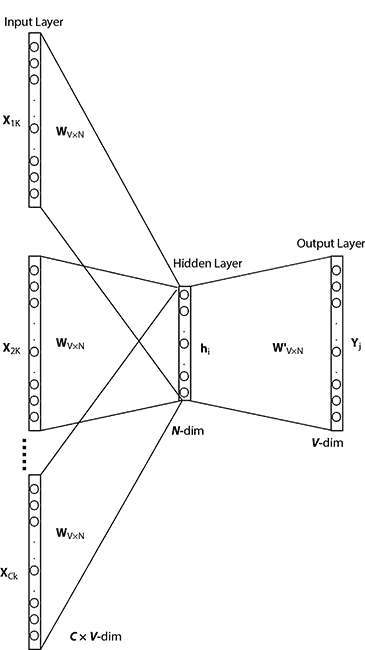 Input Layer
X1K
WV×N
Hidden Layer
Output Layer
X2K
WV×N
hi
W'V×N
Yj
N-dim
V-dim
WV×N
XCk
C × V-dim